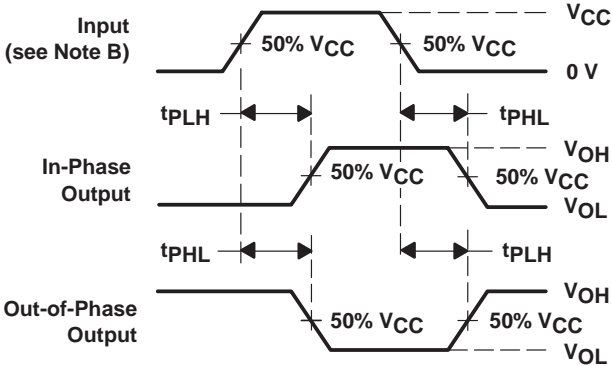 Input
(see Note B)
50% VCC
50% VCC
VCC
0 V
tPLH
tPHL
In-Phase
Output
50% VCC
50% VCC
VOH
VOL
tPHL
tPLH
Out-of-Phase
Output
50% VCC
50% VCC
VOH
VOL